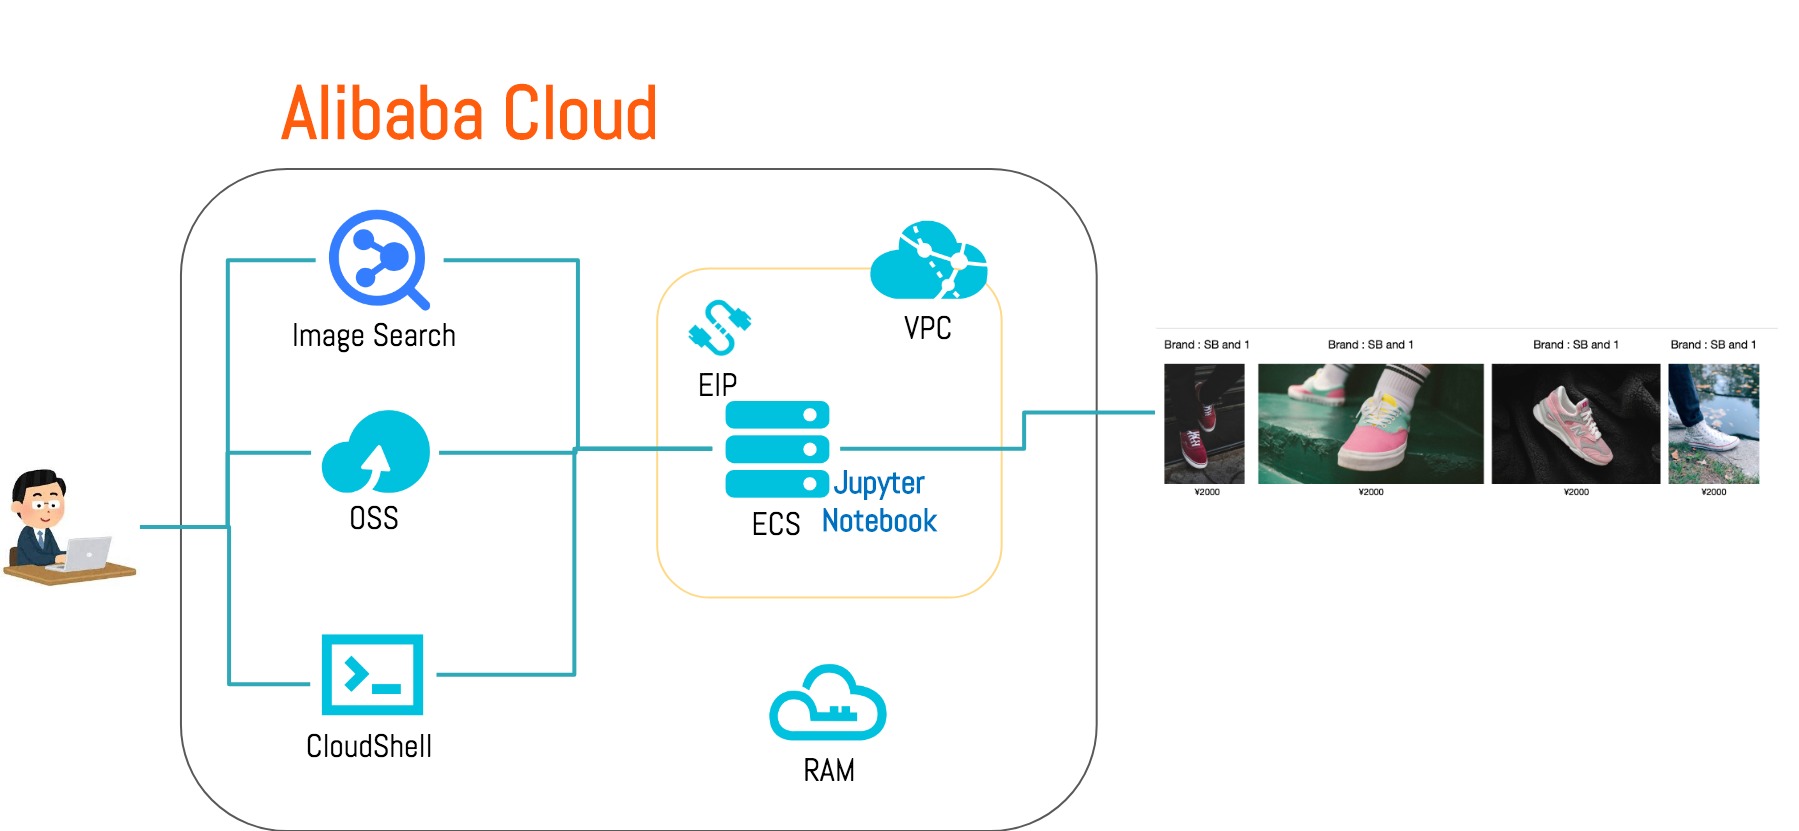 Alibaba Cloud
Image Search
OSS
CloudShell
EIP
VPC
ECS
Jupyter
Notebook
RAM
Brand : SB and 1
Brand : SB and 1
Brand : SB and 1
Brand : SB and 1
¥2000
¥2000
¥2000
¥2000